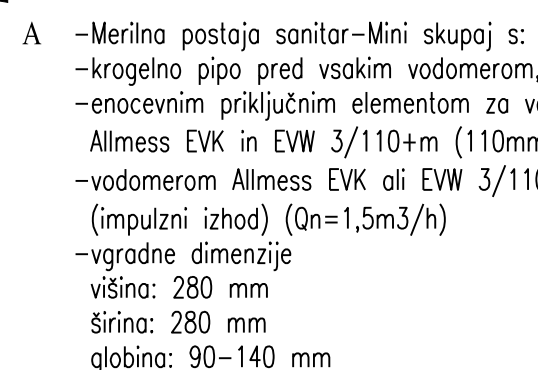 A –Merilna postaja sanitar–Mini skupaj s:
–krogelno pipo pred vsakim vodomerom,
–enocevnim priključnim elementom za
Allmess EVK in EVW 3/110+m (110mm
–vodomerom Allmess EVK ali EVW 3/110
(impulzni izhod) (Qn=1,5m3/h)
–vgradne dimenzije
višina: 280 mm
širina: 280 mm
globina: 90–140 mm